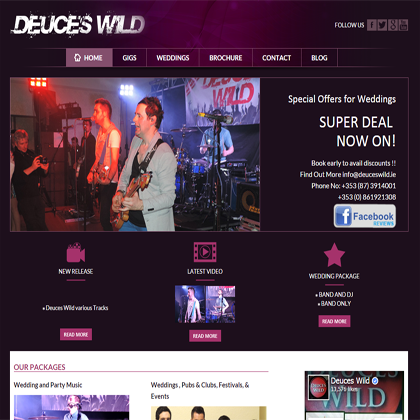 DEUCE'S WILD
FOLLOW US
HOME
GIGS
WEDDINGS
BROCHURE
CONTACT
BLOG
WILD
Special Offers for Weddings
SUPER DEAL
NOW ON!
Book early to avail discounts !!
Find Out More info@deuceswild.ie
Phone No: +353 (87) 3914001
+353 (0) 861921308
Facebook
REVIEWS
NEW RELEASE
LATEST VIDEO
WEDDING PACKAGE
Deuces Wild various Tracks
BAND AND DJ
BAND ONLY
READ MORE
READ MORE
READ MORE
OUR PACKAGES
Wedding and Party Music
Weddings , Pubs & Clubs, Festivals, &
Events
Deuces Wild
WILD